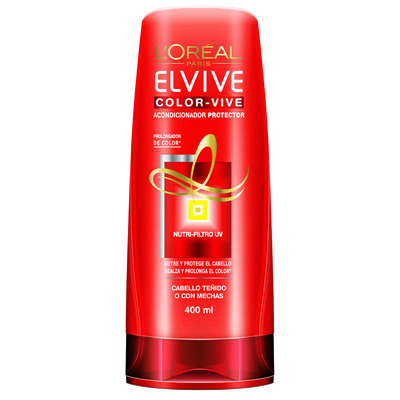 L'ORÉAL
PARIS
ELVIVE
COLOR-VIVE
ACONDICIONADOR PROTECTOR
PROLONGADOR
DE COLOR*
NUTRI-FILTRO UV
NUTRE Y PROTEGE EL CABELLO
REALZA Y PROLONGA EL COLOR*
CABELLO TEÑIDO
O CON MECHAS
400 ml